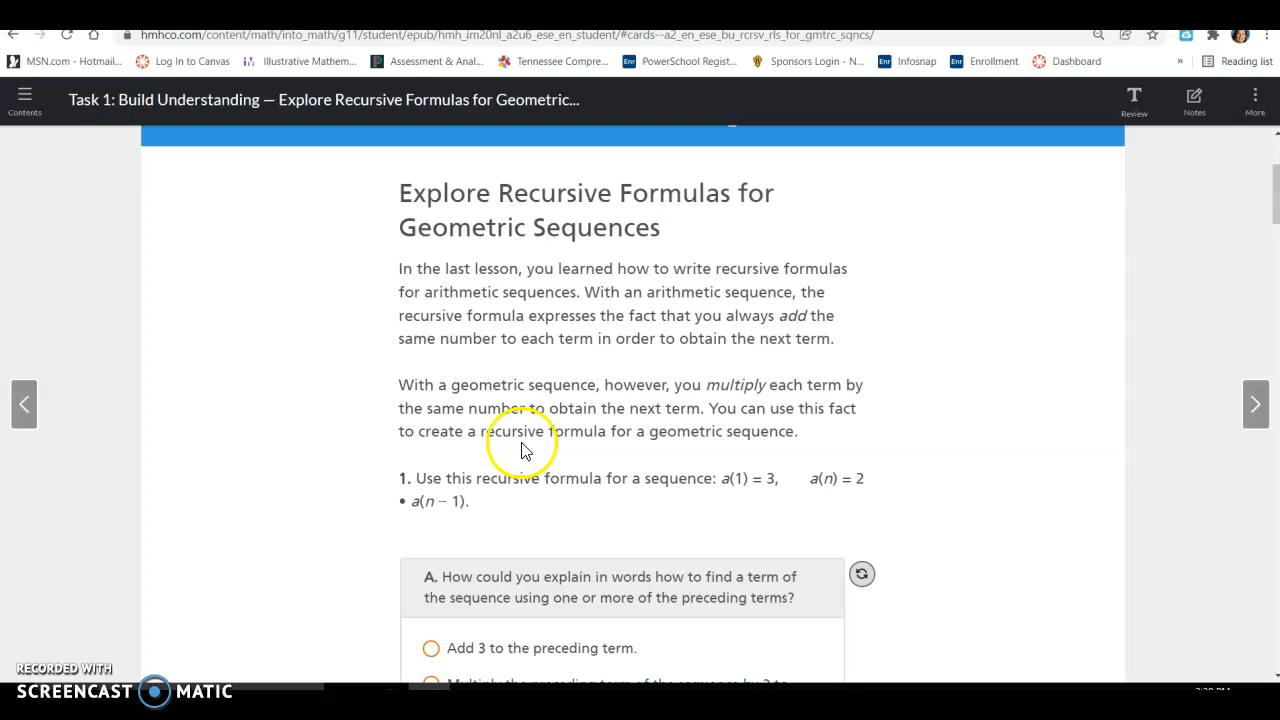 hmhco.com/content/math/into_math/g11/student/epub/hmh_im20nl_a2u6_ese_en_student/#cards--a2_en_ese_bu_rcrsv_rls_for_gmtrc_sqncs/
MSN.com - Hotmail... Log In to Canvas Illustrative Mathem... Assessment & Anal... Tennessee Compre... PowerSchool Regist... Sponsors Login - N... Infosnap Enrollment Dashboard » Reading list
Contents Task 1: Build Understanding — Explore Recursive Formulas for Geometric... Review Notes More
Explore Recursive Formulas for
Geometric Sequences
In the last lesson, you learned how to write recursive formulas
for arithmetic sequences. With an arithmetic sequence, the
recursive formula expresses the fact that you always add the
same number to each term in order to obtain the next term.
With a geometric sequence, however, you multiply each term by
the same number to obtain the next term. You can use this fact
to create a recursive formula for a geometric sequence.
1. Use this recursive formula for a sequence: a(1) = 3, a(n) = 2
• a(n − 1).
A. How could you explain in words how to find a term of
the sequence using one or more of the preceding terms?
Add 3 to the preceding term.
Multiply the preceding term of the sequence by
RECORDED WITH
SCREENCAST MATIC